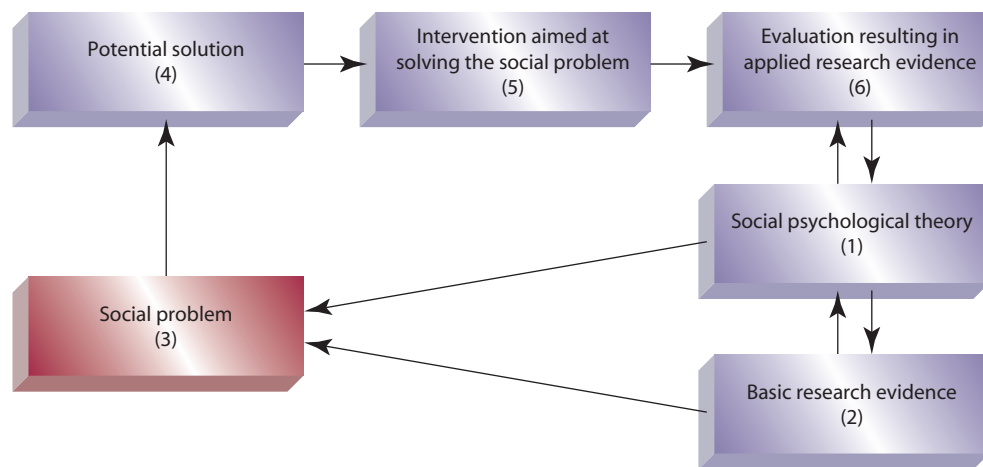 Potential solution
(4)
Intervention aimed at
solving the social problem
(5)
Evaluation resulting in
applied research evidence
(6)
Social psychological theory
(1)
Social problem
(3)
Basic research evidence
(2)